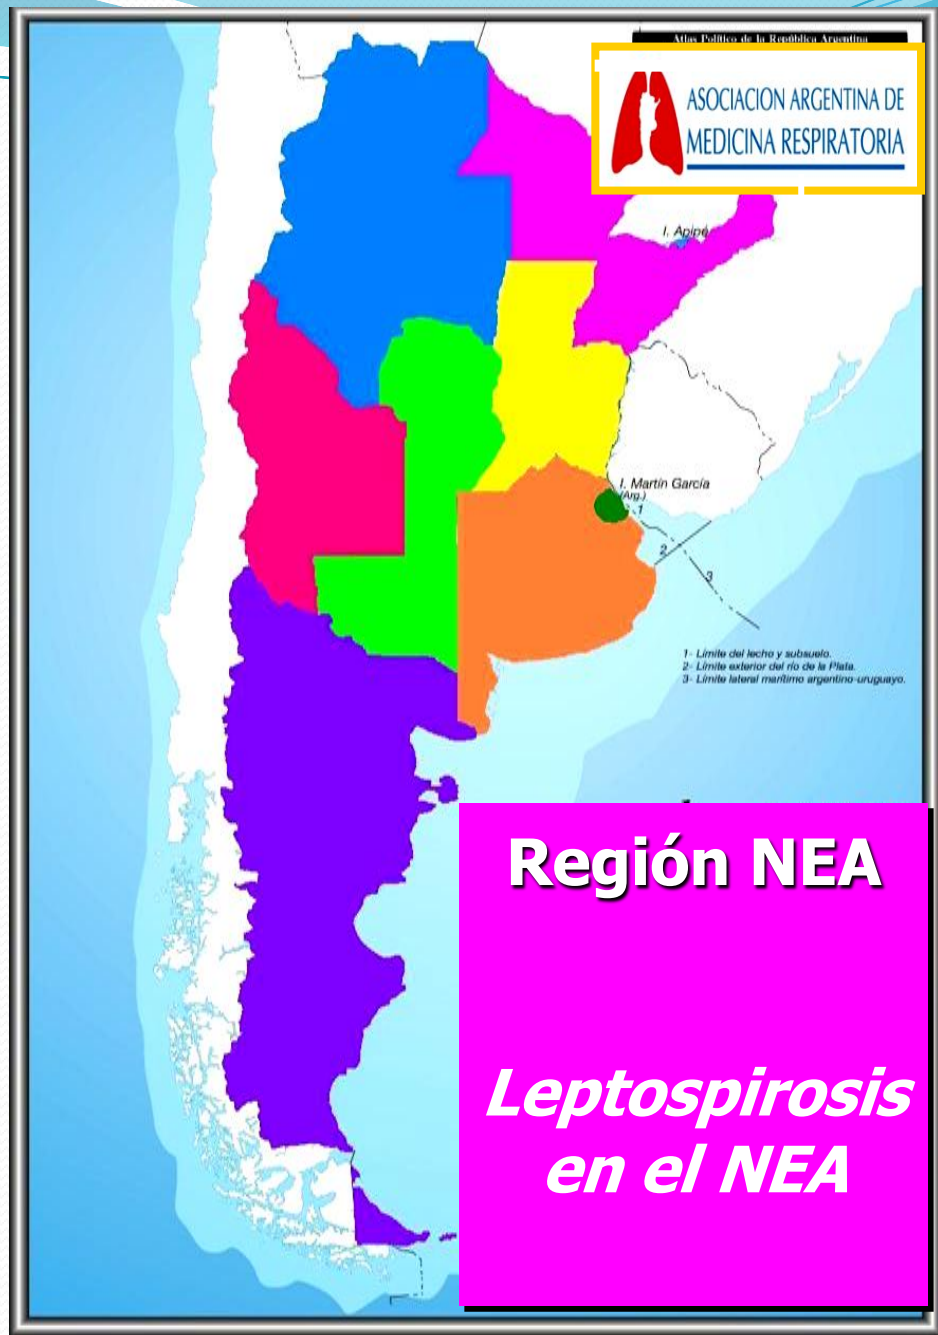 Atlas Político de la República Argentina
ASOCIACION ARGENTINA DE
MEDICINA RESPIRATORIA
I. Apipé
I. Martín García
(Arg.)
1
2
3
1- Límite del lecho y subsuelo.
2- Límite exterior del río de la Plata.
3- Límite lateral marítimo argentino-uruguayo.
Región NEA
Leptospirosis
en el NEA